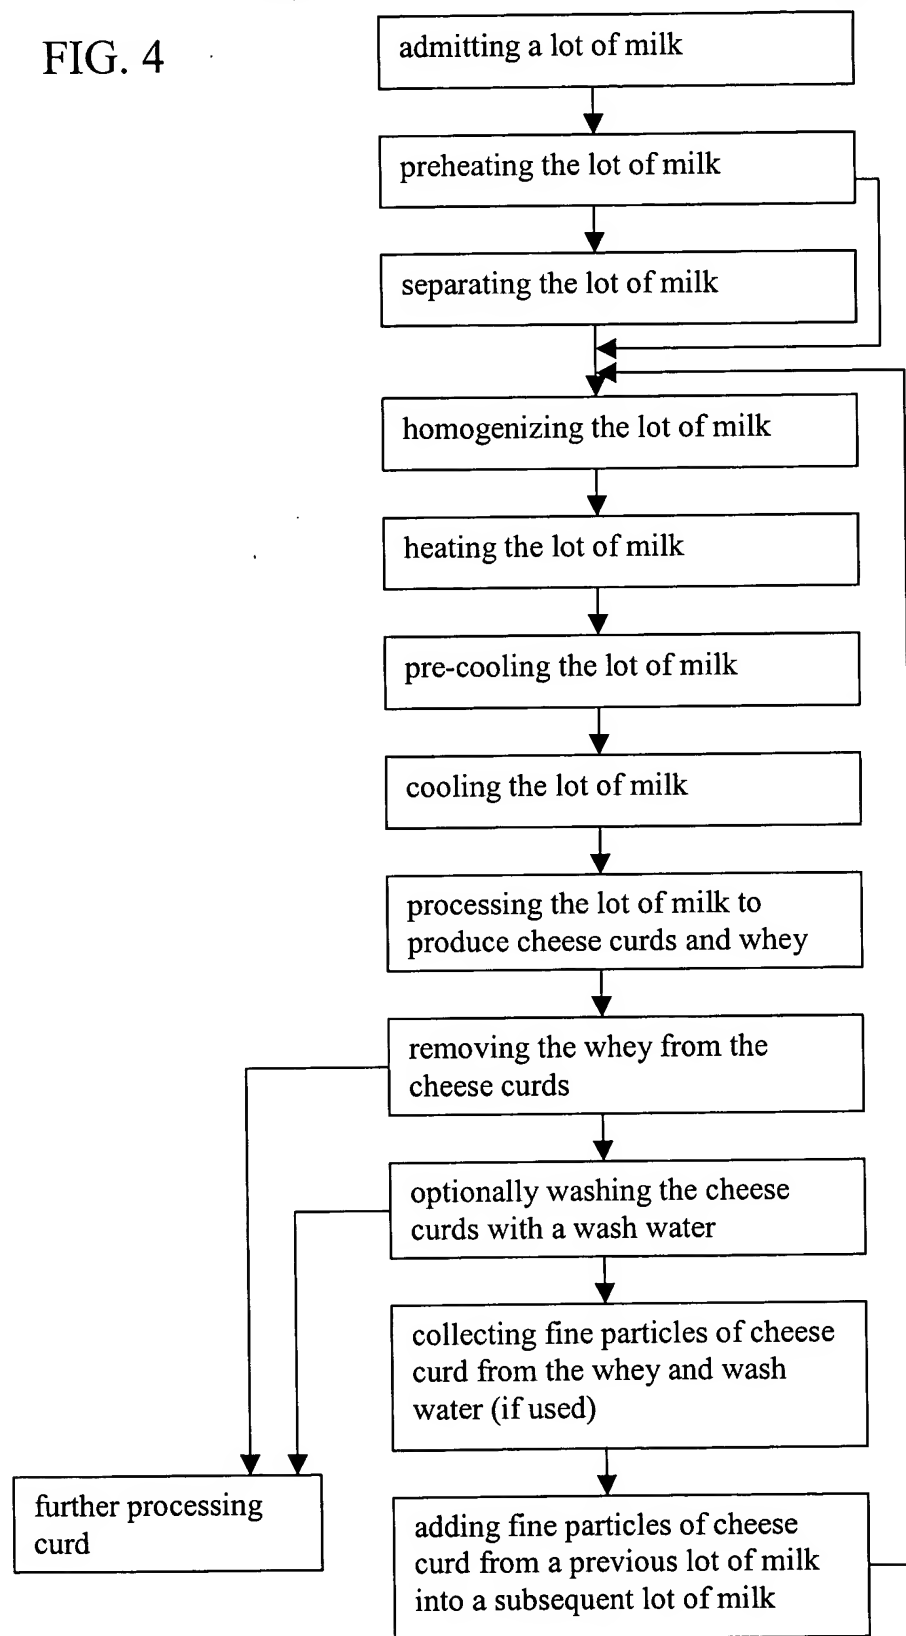 FIG. 4
admitting a lot of milk
preheating the lot of milk
separating the lot of milk
homogenizing the lot of milk
heating the lot of milk
pre-cooling the lot of milk
cooling the lot of milk
processing the lot of milk to
produce cheese curds and whey
removing the whey from the
cheese curds
optionally washing the cheese
curds with a wash water
collecting fine particles of cheese
curd from the whey and wash
water (if used)
further processing
curd
adding fine particles of cheese
curd from a previous lot of milk
into a subsequent lot of milk